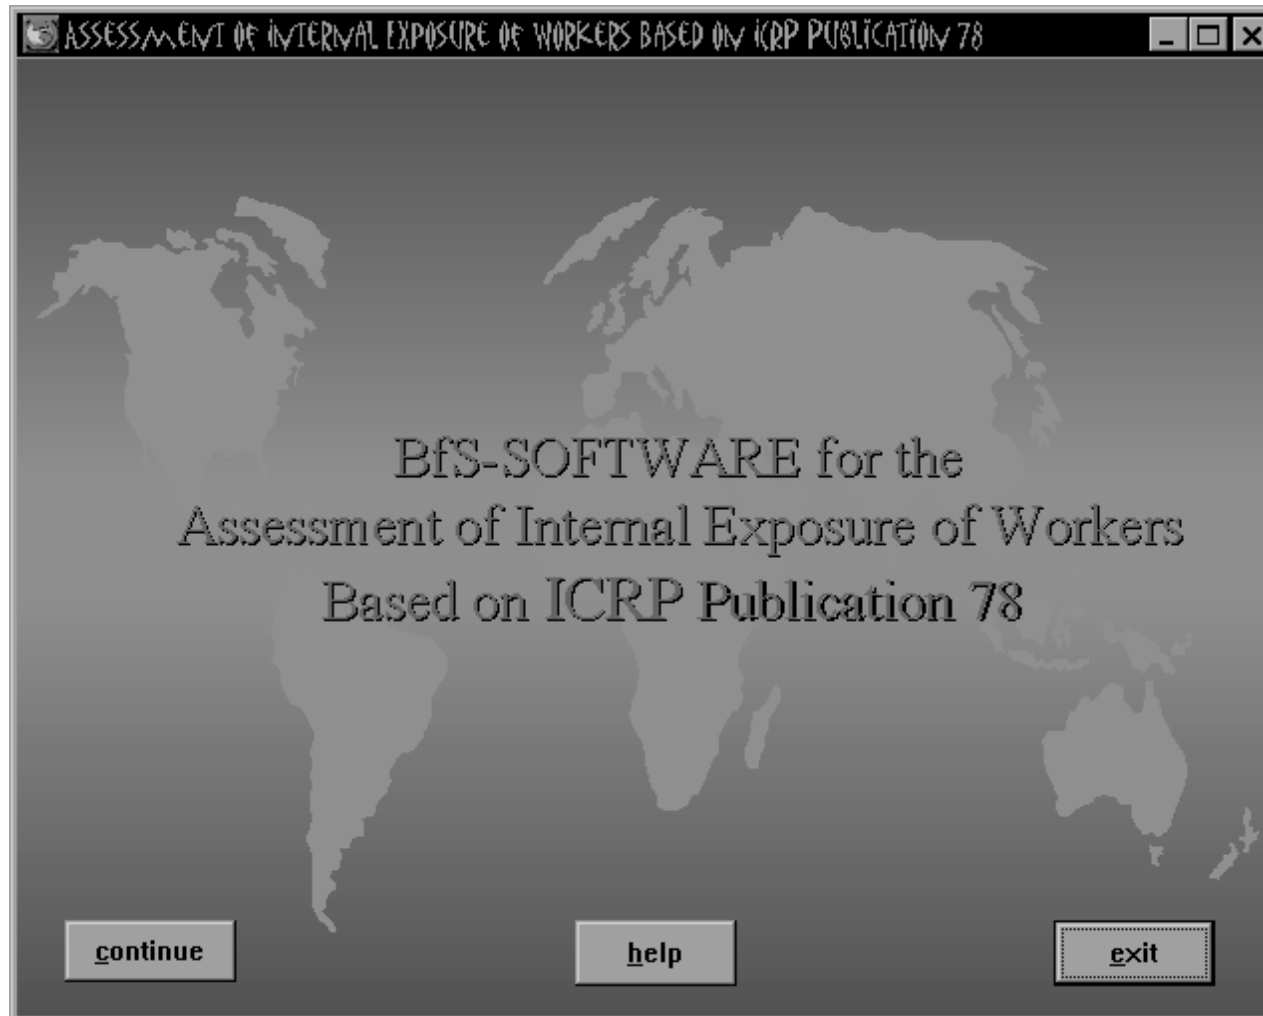 ASSESSMENT OF INTERNAL EXPOSURE OF WORKERS BASED ON ICRP PUBLICATION 78
BfS-SOFTWARE for the
Assessment of Internal Exposure of Workers
Based on ICRP Publication 78
continue
help
exit